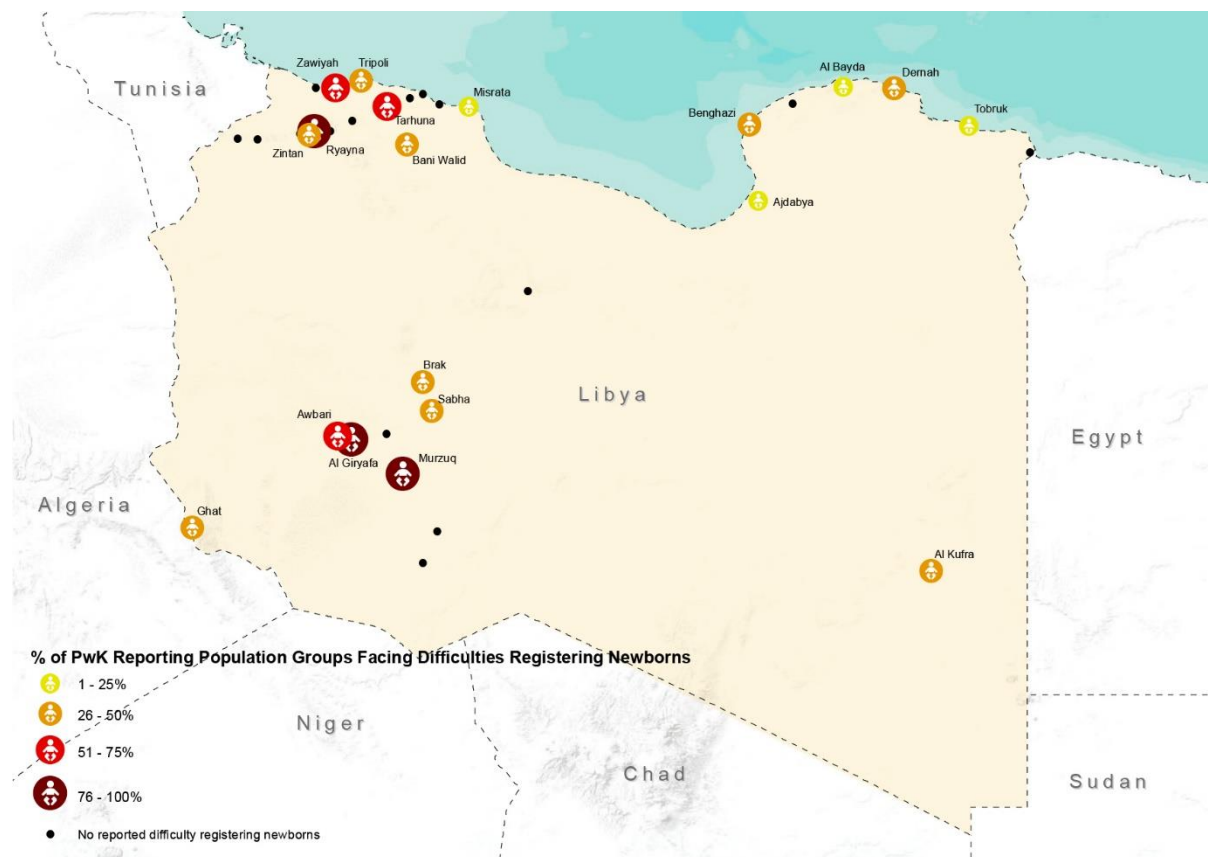 Zawiyah
Tripoli
Al Bayda
Dernah
Tunisia
Misrata
Benghazi
Tobruk
Tarhuna
Zintan
Ryayna
Bani Walid
Ajdabya
Brak
Libya
Sabha
Awbari
Egypt
Al Giryafa
Murzuq
Algeria
Ghat
Al Kufra
% of PwK Reporting Population Groups Facing Difficulties Registering Newborns
1 - 25%
26 - 50%
51 - 75%
76 - 100%
No reported difficulty registering newborns
Niger
Chad
Sudan